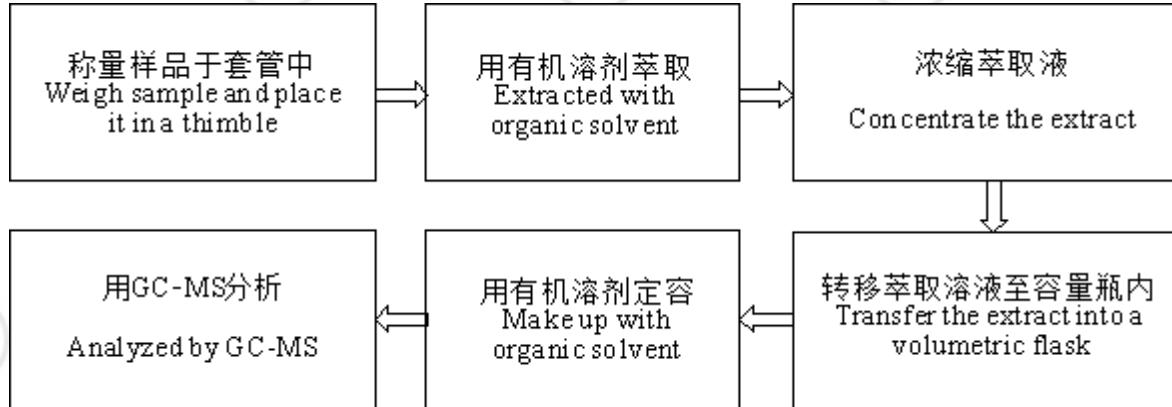 称量样品于套管中
Weigh sample and place
it in a thimble
用有机溶剂萃取
Extracted with
organic solvent
浓缩萃取液
Concentrate the extract
转移萃取溶液至容量瓶内
Transfer the extract into a
volumetric flask
用有机溶剂定容
Make up with
organic solvent
用GC-MS分析
Analyzed by GC-MS